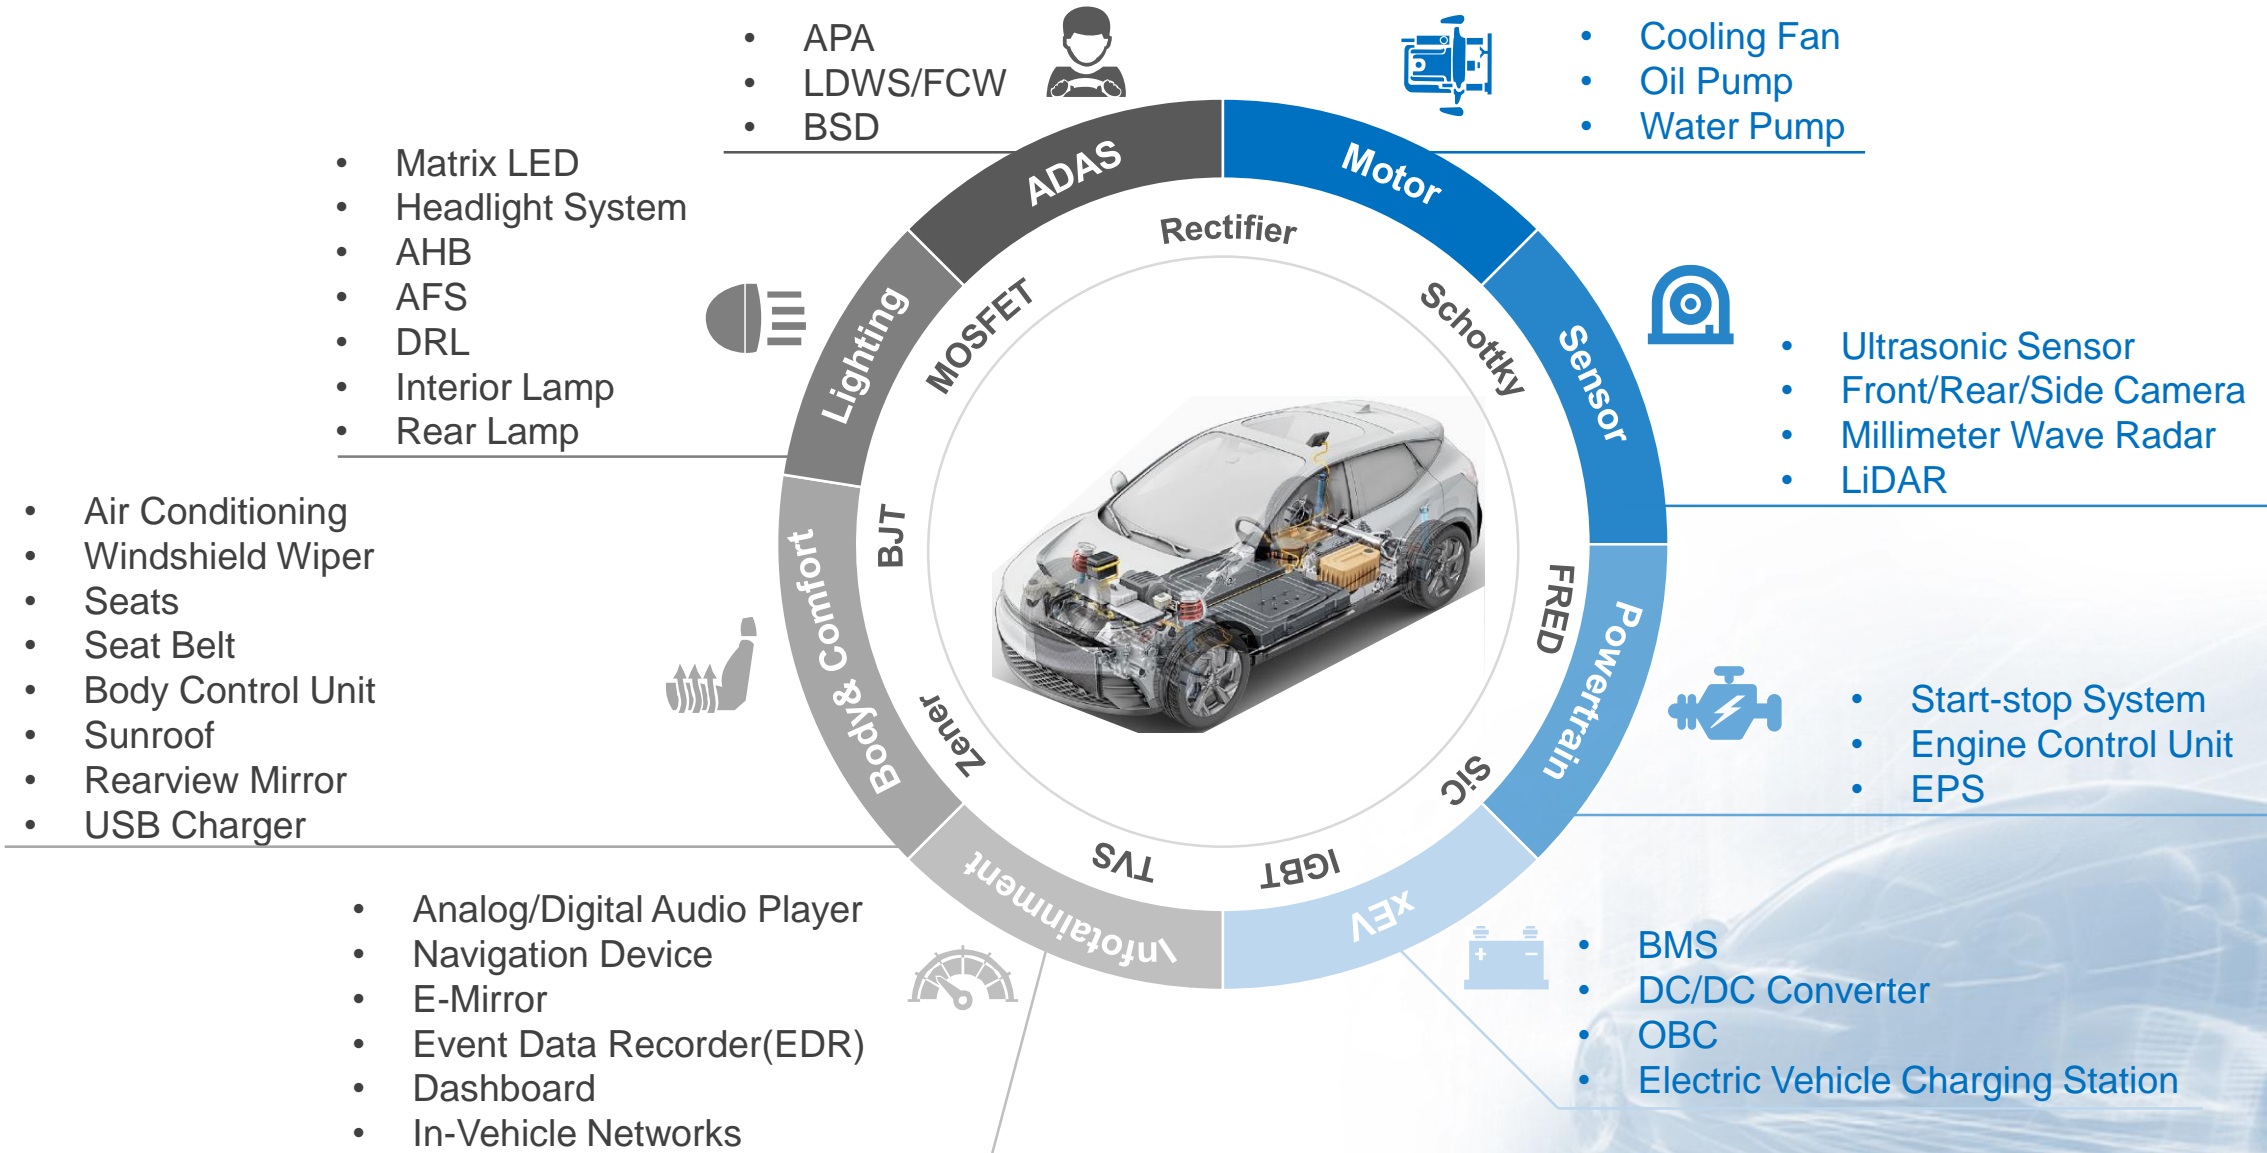 • APA
• LDWS/FCW
• BSD
• Cooling Fan
• Oil Pump
• Water Pump
• Matrix LED
• Headlight System
• AHB
• AFS
• DRL
• Interior Lamp
• Rear Lamp
• Ultrasonic Sensor
• Front/Rear/Side Camera
• Millimeter Wave Radar
• LiDAR
• Air Conditioning
• Windshield Wiper
• Seats
• Seat Belt
• Body Control Unit
• Sunroof
• Rearview Mirror
• USB Charger
• Start-stop System
• Engine Control Unit
• EPS
• Analog/Digital Audio Player
• Navigation Device
• E-Mirror
• Event Data Recorder(EDR)
• Dashboard
• In-Vehicle Networks
• BMS
• DC/DC Converter
• OBC
• Electric Vehicle Charging Station
ADAS
Motor
Sensor
Powertrain
xEV
Infotainment
Body& Comfort
Lighting
Rectifier
Schottky
FRED
SiC
IGBT
TVS
Zener
BJT
MOSFET
+ −